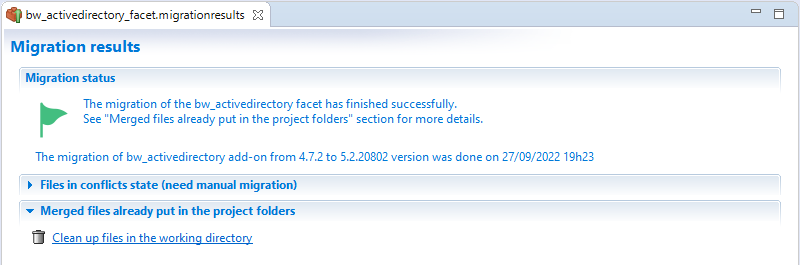 bw_activedirectory_facet.migrationresults
Migration results
Migration status
The migration of the bw_activedirectory facet has finished successfully.
See "Merged files already put in the project folders" section for more details.
The migration of bw_activedirectory add-on from 4.7.2 to 5.2.20802 version was done on 27/09/2022 19h23
Files in conflicts state (need manual migration)
Merged files already put in the project folders
Clean up files in the working directory